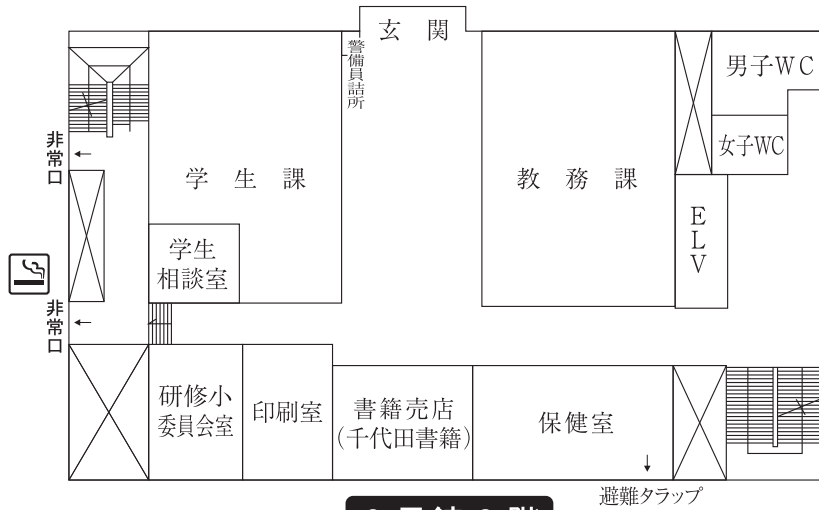 玄関
警備員詰所
男子WC
女子WC
非常口
学生課
教務課
ELV
学生
相談室
非常口
研修小
委員会室
印刷室
書籍売店
(千代田書籍)
保健室
避難タラップ